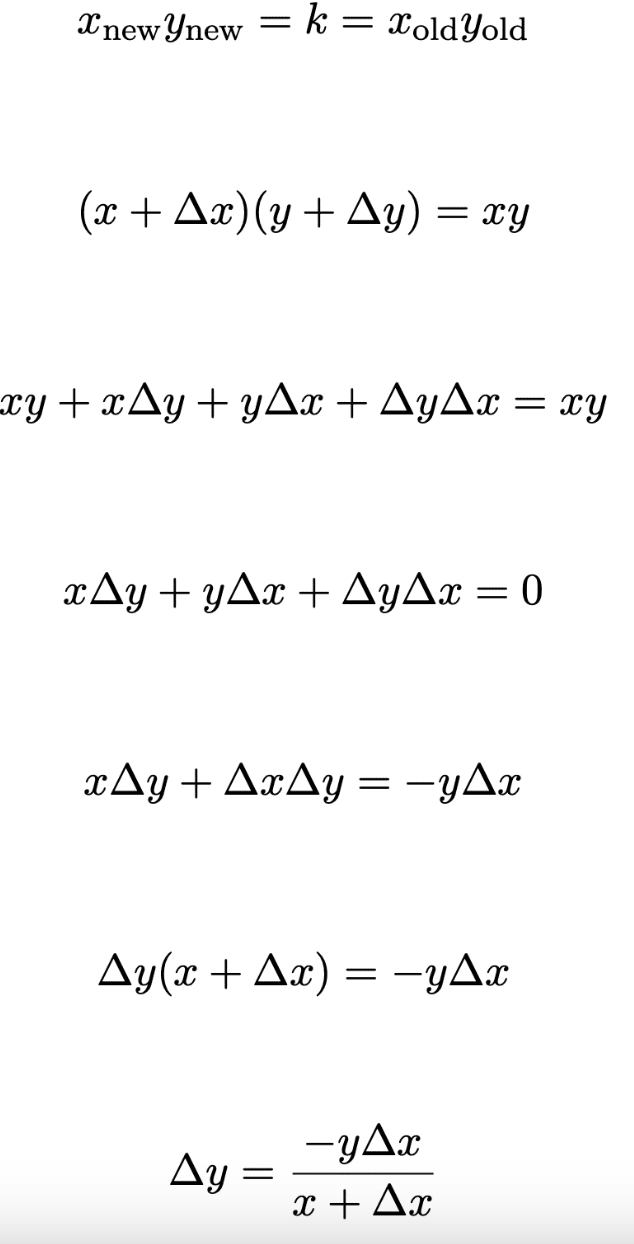 x_new y_new = k = x_old y_old
(x + Δx)(y + Δy) = xy
xy + xΔy + yΔx + ΔyΔx = xy
xΔy + yΔx + ΔyΔx = 0
xΔy + ΔxΔy = −yΔx
Δy(x + Δx) = −yΔx
Δy = −yΔx / x + Δx